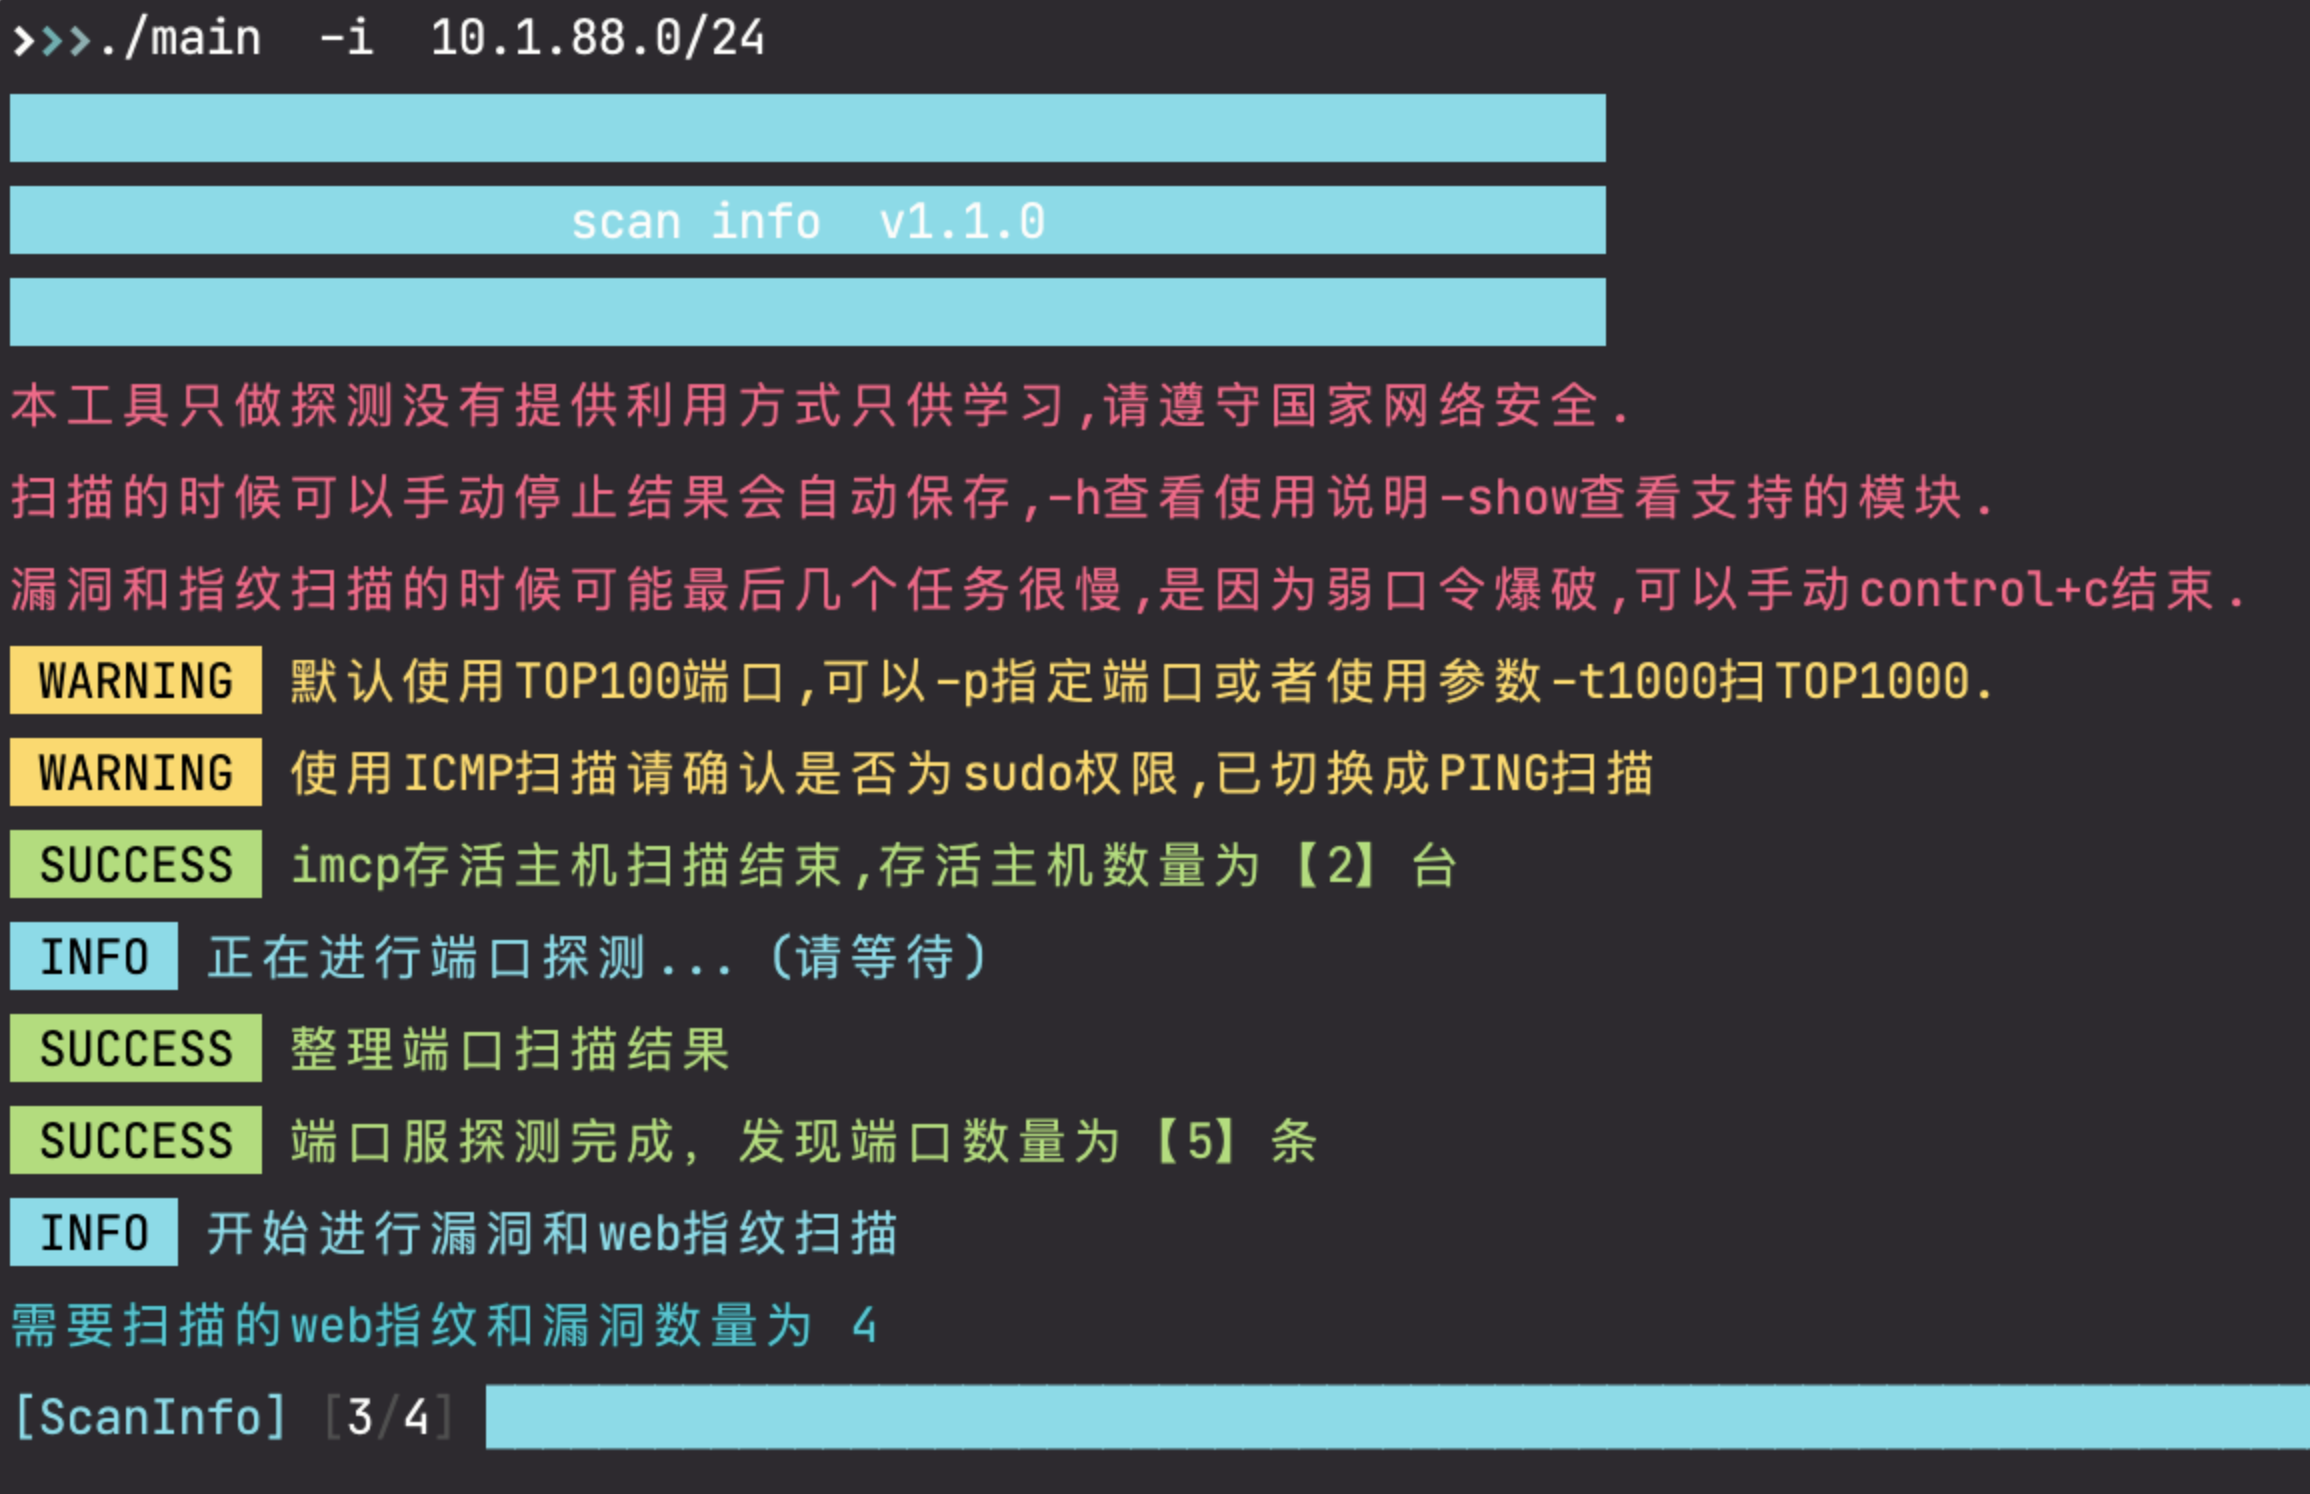 >>>./main  -i  10.1.88.0/24
scan info  v1.1.0
本工具只做探测没有提供利用方式只供学习,请遵守国家网络安全.
扫描的时候可以手动停止结果会自动保存,-h查看使用说明-show查看支持的模块.
漏洞和指纹扫描的时候可能最后几个任务很慢,是因为弱口令爆破,可以手动control+c结束.
WARNING 默认使用TOP100端口,可以-p指定端口或者使用参数-t1000扫TOP1000.
WARNING 使用ICMP扫描请确认是否为sudo权限,已切换成PING扫描
SUCCESS imcp存活主机扫描结束,存活主机数量为【2】台
INFO 正在进行端口探测...（请等待）
SUCCESS 整理端口扫描结果
SUCCESS 端口服探测完成，发现端口数量为【5】条
INFO 开始进行漏洞和web指纹扫描
需要扫描的web指纹和漏洞数量为 4
[ScanInfo] [3/4]